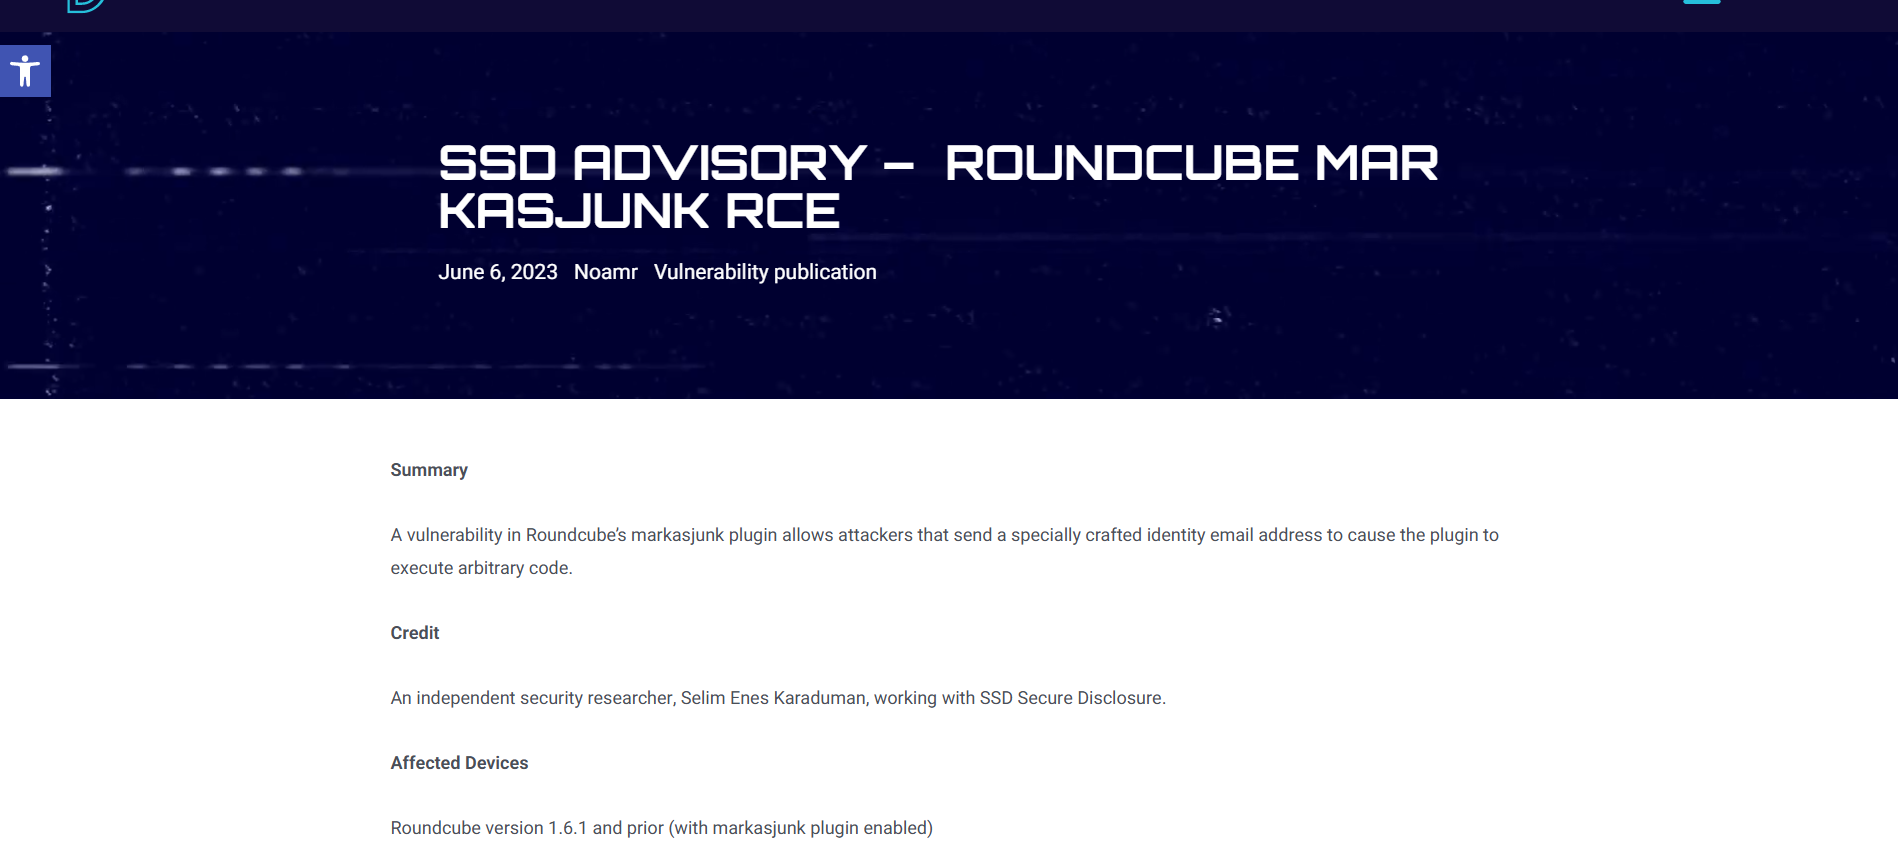 SSD ADVISORY – ROUNDCUBE MAR
KASJUNK RCE
June 6, 2023 Noamr Vulnerability publication
Summary
A vulnerability in Roundcube’s markasjunk plugin allows attackers that send a specially crafted identity email address to cause the plugin to
execute arbitrary code.
Credit
An independent security researcher, Selim Enes Karaduman, working with SSD Secure Disclosure.
Affected Devices
Roundcube version 1.6.1 and prior (with markasjunk plugin enabled)